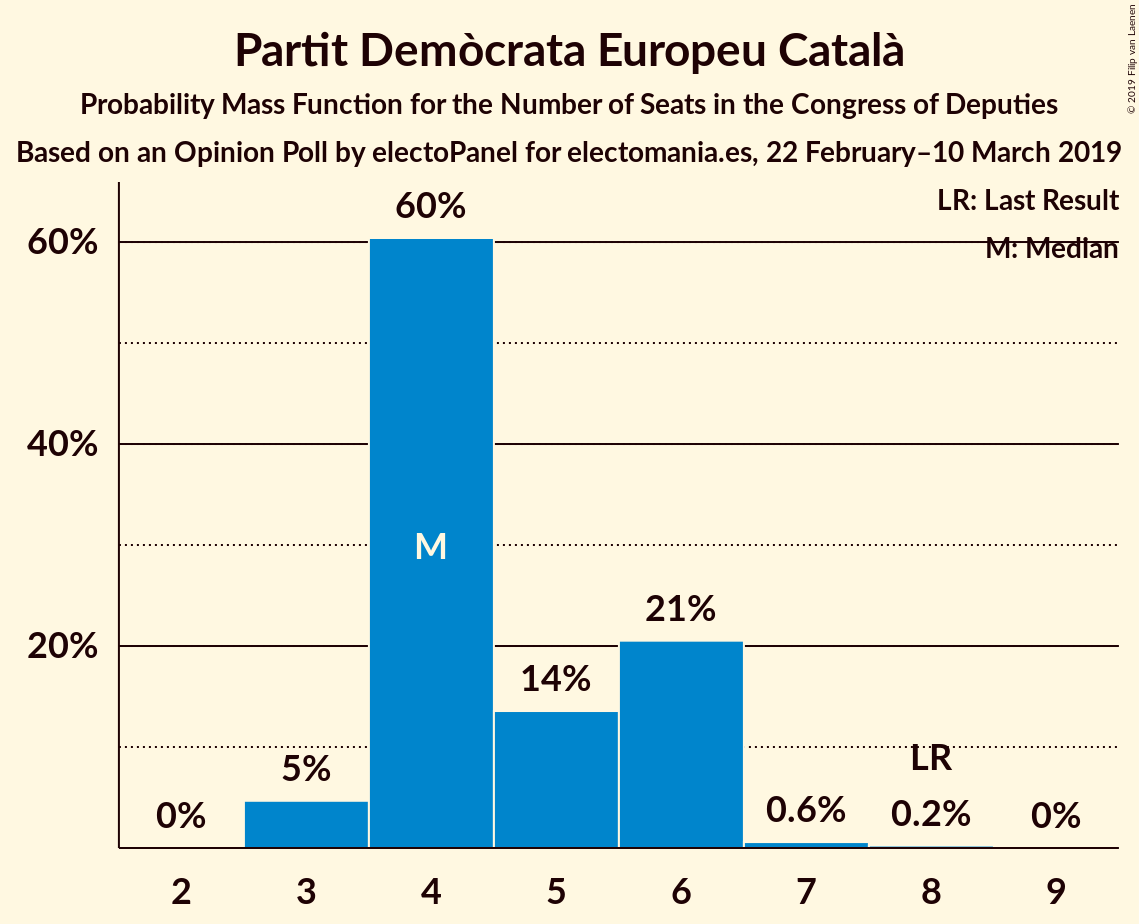 Partit Demòcrata Europeu Català
Probability Mass Function for the Number of Seats in the Congress of Deputies
Based on an Opinion Poll by electoPanel for electomania.es, 22 February–10 March 2019
© 2019 Filip van Laenen
LR: Last Result
M: Median
60%
40%
20%
0%
5%
60%
M
14%
21%
0.6%
LR
0.2%
0%
2 3 4 5 6 7 8 9